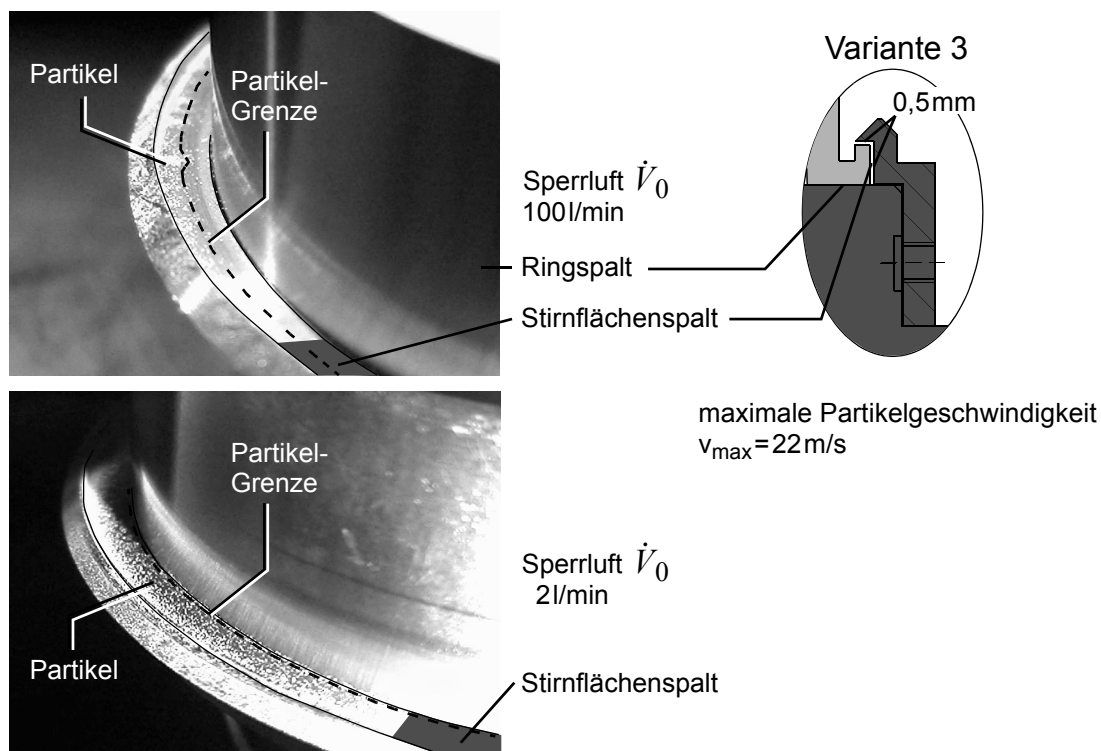 Partikel
Partikel-
Grenze
Variante 3
0,5mm
Sperrluft V̇₀
100l/min
Ringspalt
Stirnflächenspalt
maximale Partikelgeschwindigkeit
vmax=22m/s
Partikel-
Grenze
Sperrluft V̇₀
2l/min
Partikel
Stirnflächenspalt